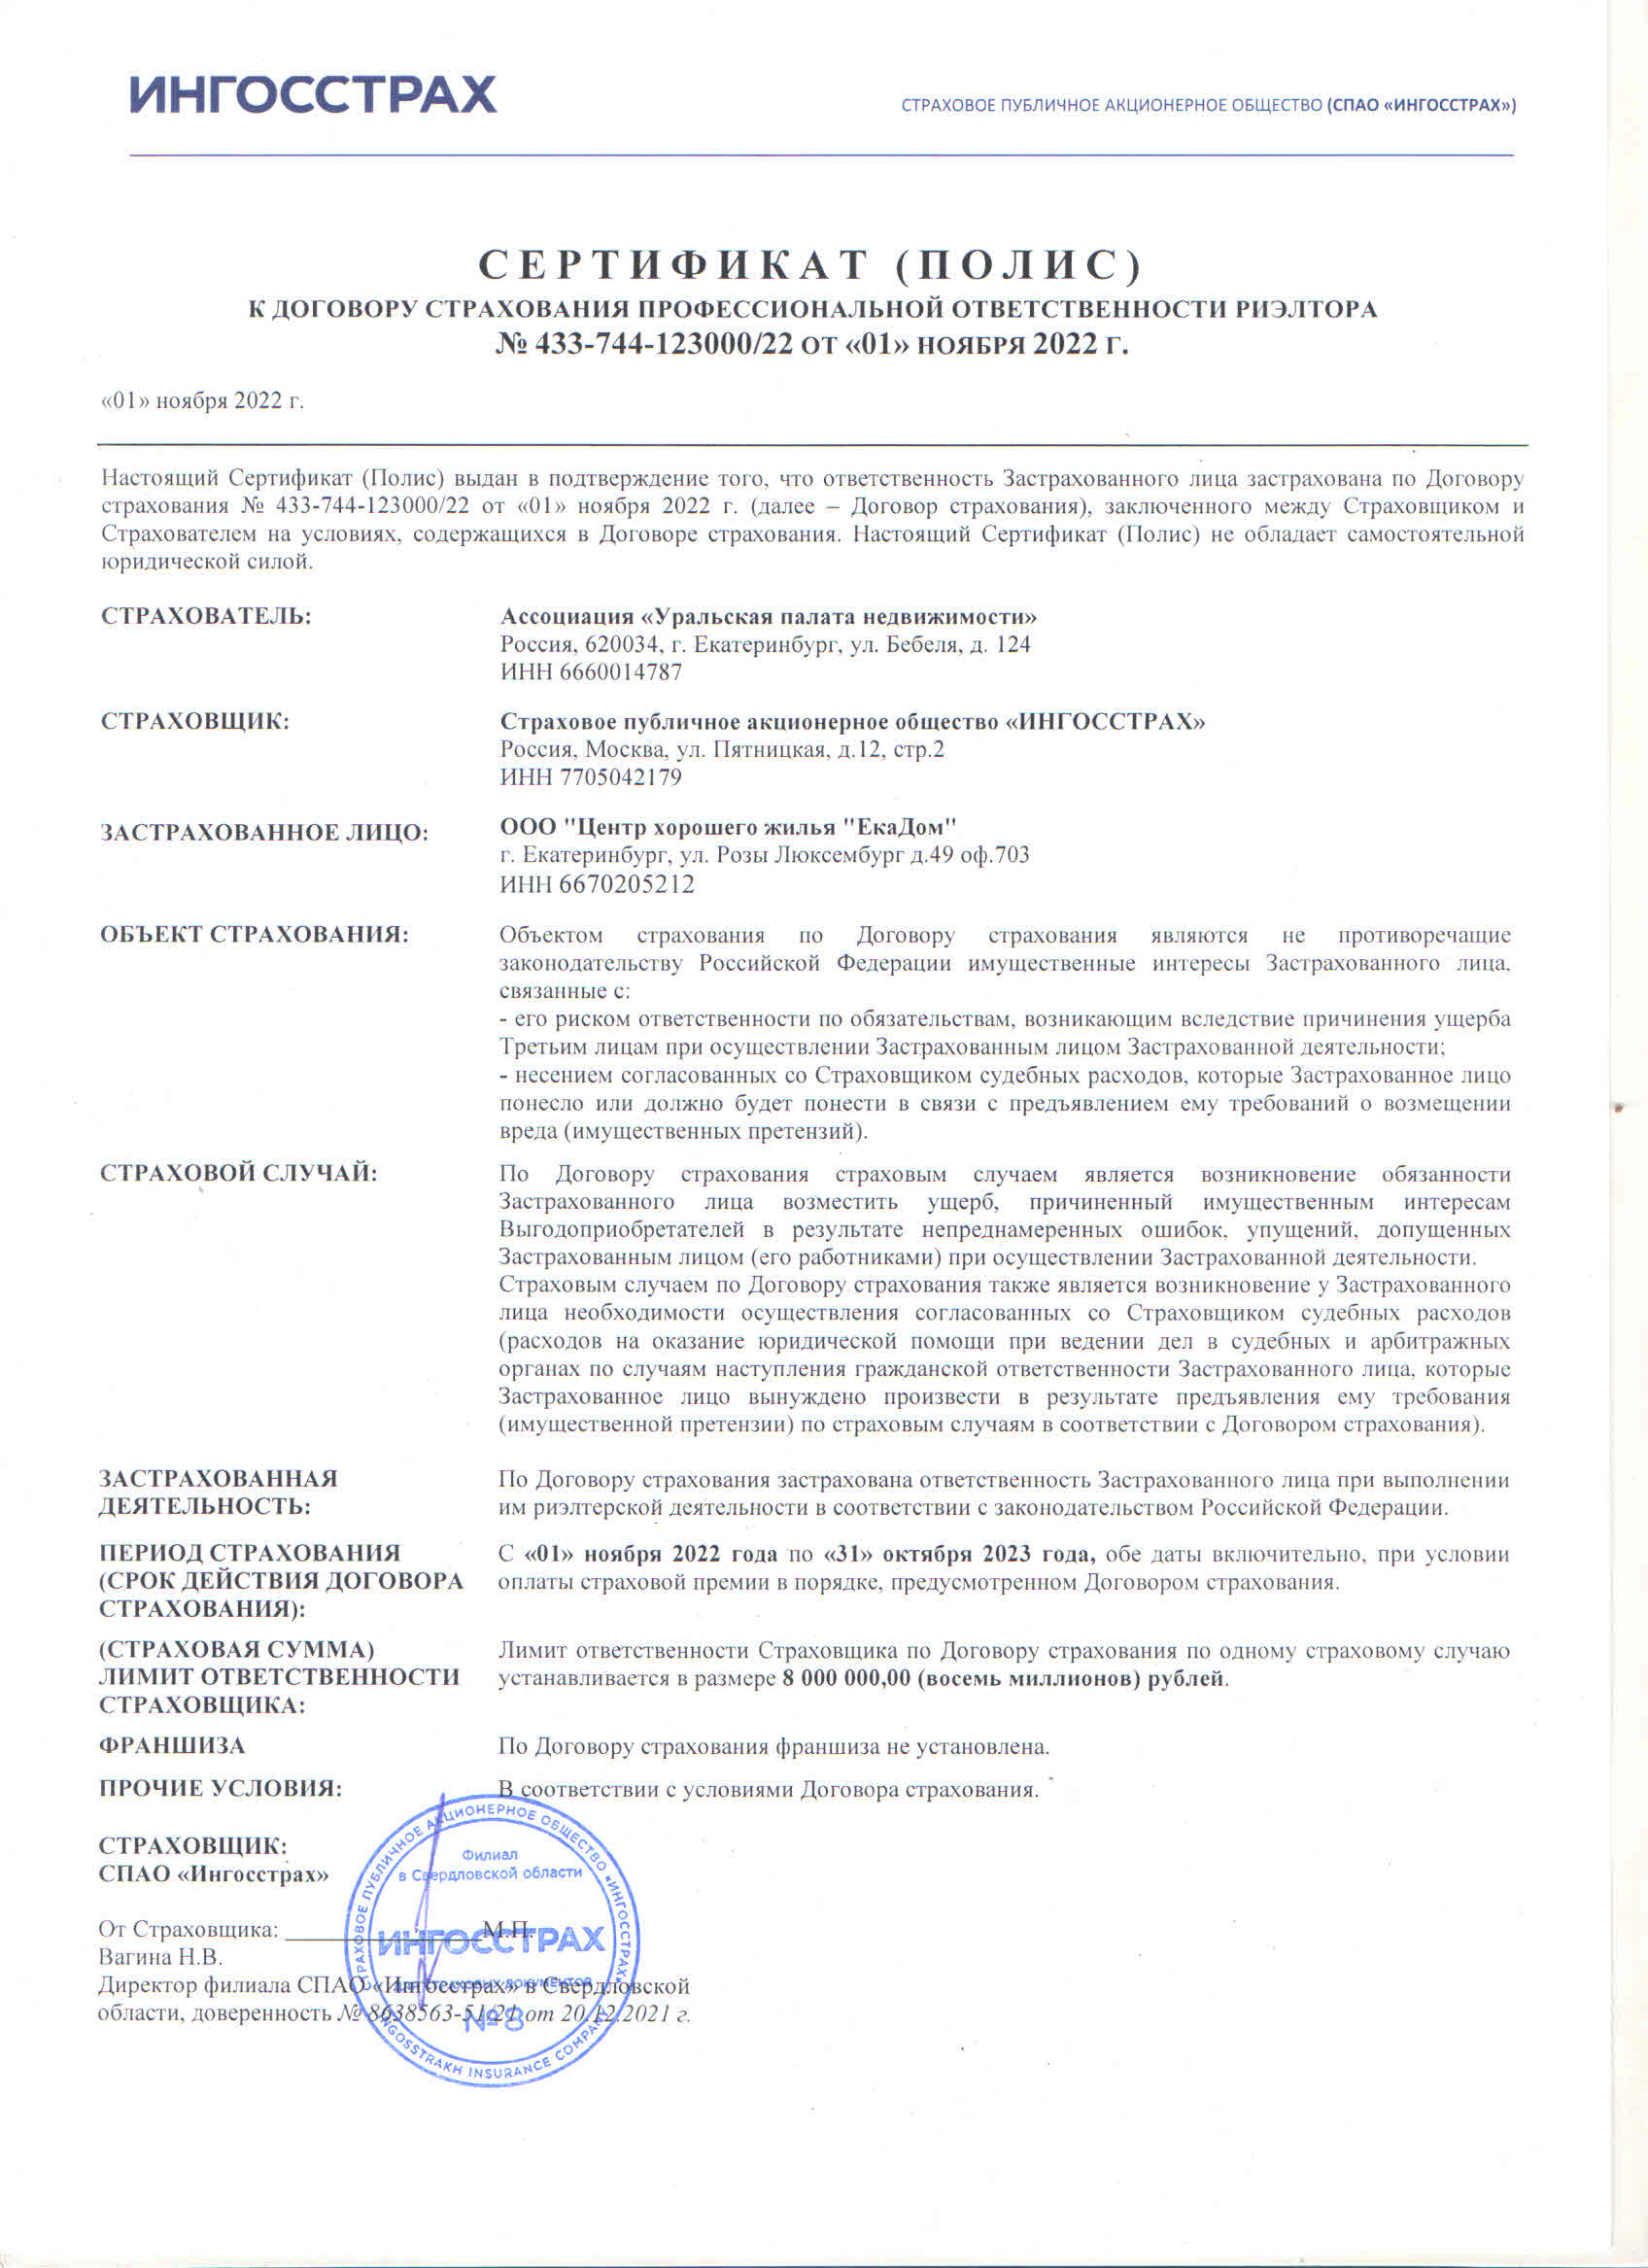 ИНГОССТРАХ
СТРАХОВОЕ ПУБЛИЧНОЕ АКЦИОНЕРНОЕ ОБЩЕСТВО (СПАО «ИНГОССТРАХ»)
СЕРТИФИКАТ (ПОЛИС)
К ДОГОВОРУ СТРАХОВАНИЯ ПРОФЕССИОНАЛЬНОЙ ОТВЕТСТВЕННОСТИ РИЭЛТОРА
№ 433-744-123000/22 ОТ «01» НОЯБРЯ 2022 Г.
«01» ноября 2022 г.
Настоящий Сертификат (Полис) выдан в подтверждение того, что ответственность Застрахованного лица застрахована по Договору
страхования № 433-744-123000/22 от «01» ноября 2022 г. (далее – Договор страхования), заключенного между Страховщиком и
Страхователем на условиях, содержащихся в Договоре страхования. Настоящий Сертификат (Полис) не обладает самостоятельной
юридической силой.
СТРАХОВАТЕЛЬ:
Ассоциация «Уральская палата недвижимости»
Россия, 620034, г. Екатеринбург, ул. Бебеля, д. 124
ИНН 6660014787
СТРАХОВЩИК:
Страховое публичное акционерное общество «ИНГОССТРАХ»
Россия, Москва, ул. Пятницкая, д.12, стр.2
ИНН 7705042179
ЗАСТРАХОВАННОЕ ЛИЦО:
ООО "Центр хорошего жилья "ЕкаДом"
г. Екатеринбург, ул. Розы Люксембург д.49 оф.703
ИНН 6670205212
ОБЪЕКТ СТРАХОВАНИЯ:
Объектом страхования по Договору страхования являются не противоречащие
законодательству Российской Федерации имущественные интересы Застрахованного лица,
связанные с:
- его риском ответственности по обязательствам, возникающим вследствие причинения ущерба
Третьим лицам при осуществлении Застрахованным лицом Застрахованной деятельности;
- несением согласованных со Страховщиком судебных расходов, которые Застрахованное лицо
понесло или должно будет понести в связи с предъявлением ему требований о возмещении
вреда (имущественных претензий).
СТРАХОВОЙ СЛУЧАЙ:
По Договору страхования страховым случаем является возникновение обязанности
Застрахованного лица возместить ущерб, причиненный имущественным интересам
Выгодоприобретателей в результате непреднамеренных ошибок, упущений, допущенных
Застрахованным лицом (его работниками) при осуществлении Застрахованной деятельности.
Страховым случаем по Договору страхования также является возникновение у Застрахованного
лица необходимости осуществления согласованных со Страховщиком судебных расходов
(расходов на оказание юридической помощи при ведении дел в судебных и арбитражных
органах по случаям наступления гражданской ответственности Застрахованного лица, которые
Застрахованное лицо вынуждено произвести в результате предъявления ему требования
(имущественной претензии) по страховым случаям в соответствии с Договором страхования).
ЗАСТРАХОВАННАЯ
ДЕЯТЕЛЬНОСТЬ:
По Договору страхования застрахована ответственность Застрахованного лица при выполнении
им риэлтерской деятельности в соответствии с законодательством Российской Федерации.
ПЕРИОД СТРАХОВАНИЯ
(СРОК ДЕЙСТВИЯ ДОГОВОРА
СТРАХОВАНИЯ):
С «01» ноября 2022 года по «31» октября 2023 года, обе даты включительно, при условии
оплаты страховой премии в порядке, предусмотренном Договором страхования.
(СТРАХОВАЯ СУММА)
ЛИМИТ ОТВЕТСТВЕННОСТИ
СТРАХОВЩИКА:
Лимит ответственности Страховщика по Договору страхования по одному страховому случаю
устанавливается в размере 8 000 000,00 (восемь миллионов) рублей.
ФРАНШИЗА
По Договору страхования франшиза не установлена.
ПРОЧИЕ УСЛОВИЯ:
В соответствии с условиями Договора страхования.
СТРАХОВЩИК:
СПАО «Ингосстрах»
От Страховщика: ________________ М.П.
Вагина Н.В.
Директор филиала СПАО «Ингосстрах» в Свердловской
области, доверенность № 8638563-51/21 от 20.12.2021 г.
СТРАХОВОЕ ПУБЛИЧНОЕ АКЦИОНЕРНОЕ ОБЩЕСТВО «ИНГОССТРАХ»
Филиал
в Свердловской области
ИНГОССТРАХ
ДЛЯ СТРАХОВЫХ ДОКУМЕНТОВ
№8
INGOSSTRAKH INSURANCE COMPANY